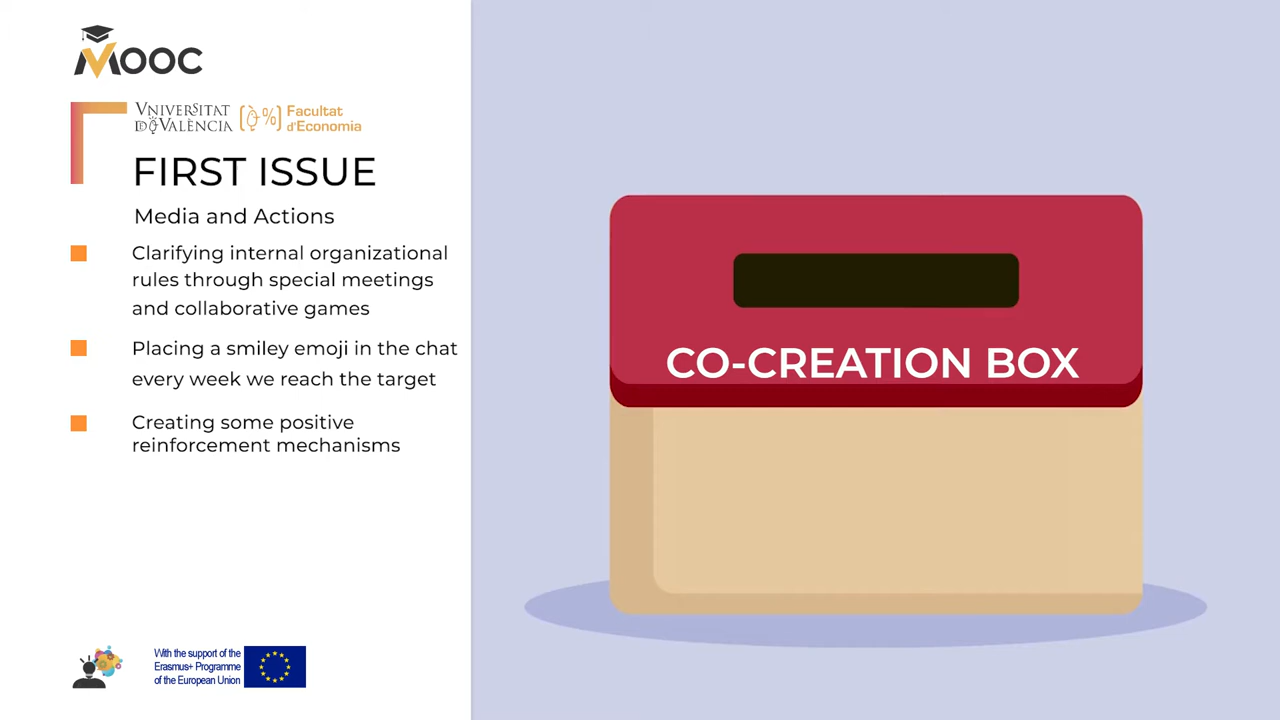 MOOC
VNIVERSITAT
D VALÈNCIA
Facultat
d'Economia
FIRST ISSUE
Media and Actions
Clarifying internal organizational
rules through special meetings
and collaborative games
Placing a smiley emoji in the chat
every week we reach the target
Creating some positive
reinforcement mechanisms
CO-CREATION BOX
With the support of the
Erasmus+ Programme
of the European Union